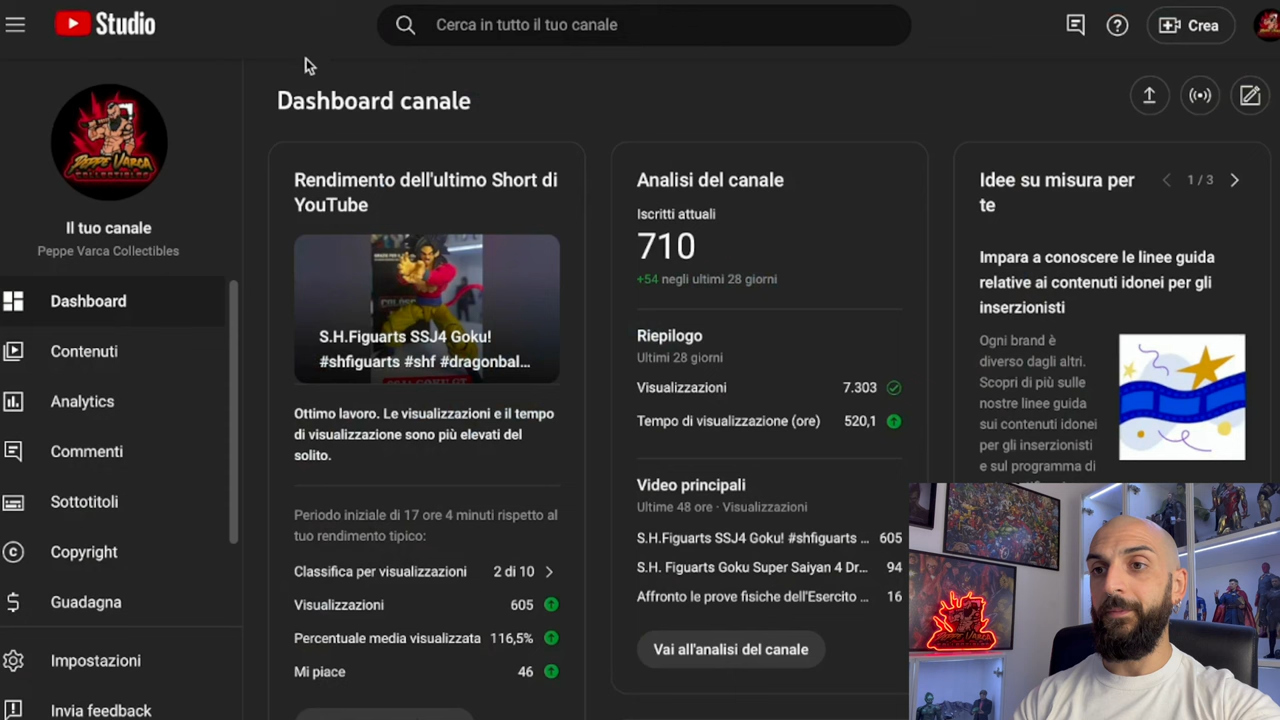 Studio
Cerca in tutto il tuo canale
Crea
PEPPE VARCA
COLLECTIBLES
Il tuo canale
Peppe Varca Collectibles
Dashboard
Contenuti
Analytics
Commenti
Sottotitoli
Copyright
Guadagna
Impostazioni
Invia feedback
Dashboard canale
Rendimento dell'ultimo Short di
YouTube
S.H.Figuarts SSJ4 Goku!
#shfiguarts #shf #dragonbal...
Ottimo lavoro. Le visualizzazioni e il tempo
di visualizzazione sono più elevati del
solito.
Periodo iniziale di 17 ore 4 minuti rispetto al
tuo rendimento tipico:
Classifica per visualizzazioni 2 di 10
Visualizzazioni 605
Percentuale media visualizzata 116,5%
Mi piace 46
Analisi del canale
Iscritti attuali
710
+54 negli ultimi 28 giorni
Riepilogo
Ultimi 28 giorni
Visualizzazioni 7.303
Tempo di visualizzazione (ore) 520,1
Video principali
Ultime 48 ore · Visualizzazioni
S.H.Figuarts SSJ4 Goku! #shfiguarts ... 605
S.H. Figuarts Goku Super Saiyan 4 Dr... 94
Affronto le prove fisiche dell'Esercito ... 16
Vai all'analisi del canale
Idee su misura per
te
1 / 3
Impara a conoscere le linee guida
relative ai contenuti idonei per gli
inserzionisti
Ogni brand è
diverso dagli altri.
Scopri di più sulle
nostre linee guida
sui contenuti idonei
per gli inserzionisti
e sul programma di